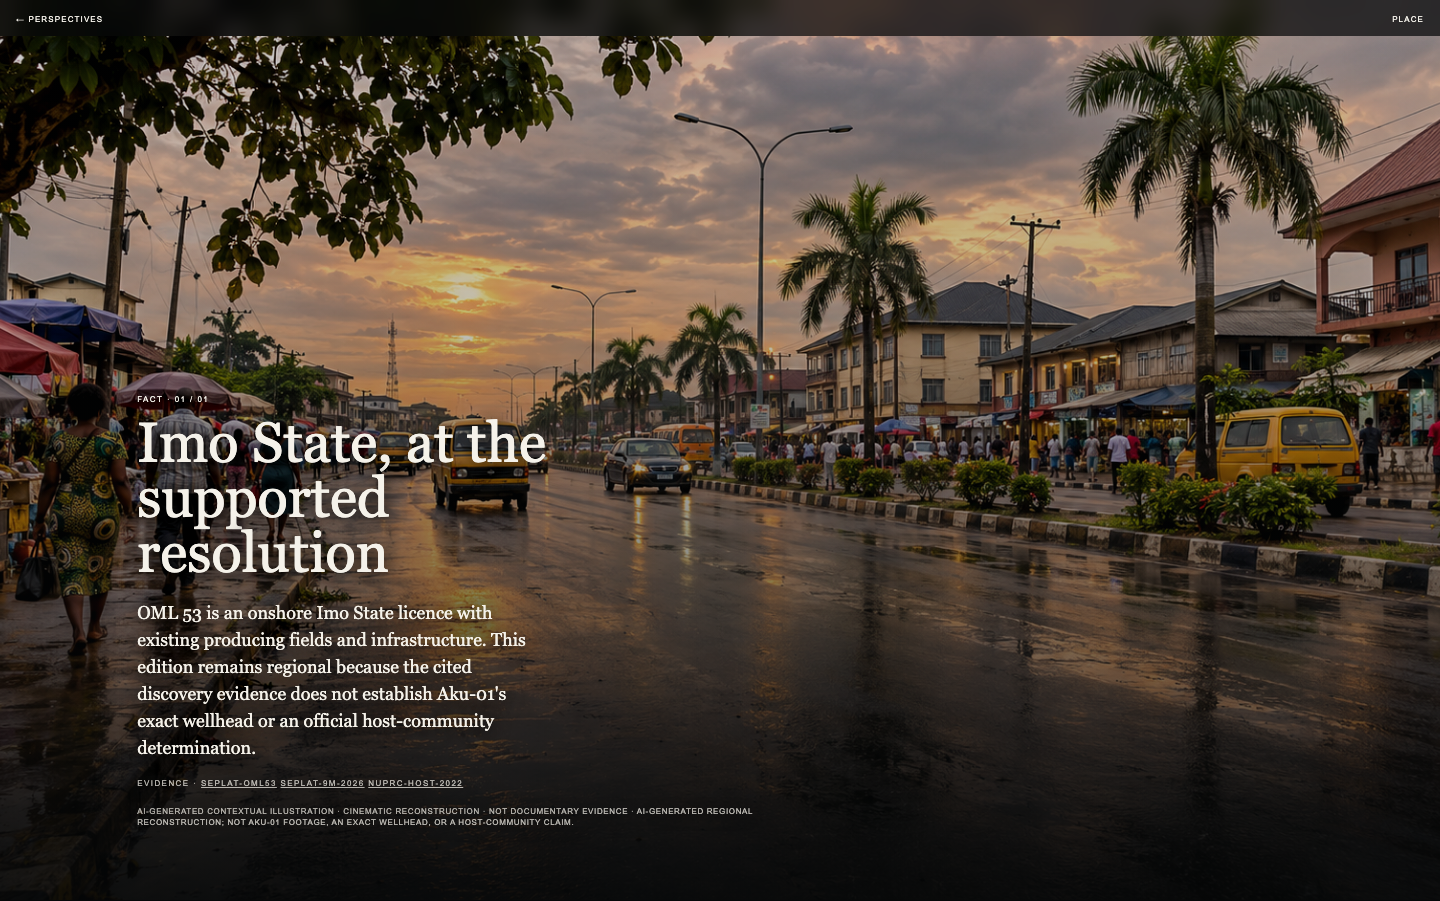 ← PERSPECTIVES
PLACE
FACT · 01 / 01
Imo State, at the
supported
resolution
OML 53 is an onshore Imo State licence with
existing producing fields and infrastructure. This
edition remains regional because the cited
discovery evidence does not establish Aku-01's
exact wellhead or an official host-community
determination.
EVIDENCE · SEPLAT-OML53 SEPLAT-9M-2026 NUPRC-HOST-2022
AI-GENERATED CONTEXTUAL ILLUSTRATION · CINEMATIC RECONSTRUCTION · NOT DOCUMENTARY EVIDENCE · AI-GENERATED REGIONAL
RECONSTRUCTION; NOT AKU-01 FOOTAGE, AN EXACT WELLHEAD, OR A HOST-COMMUNITY CLAIM.